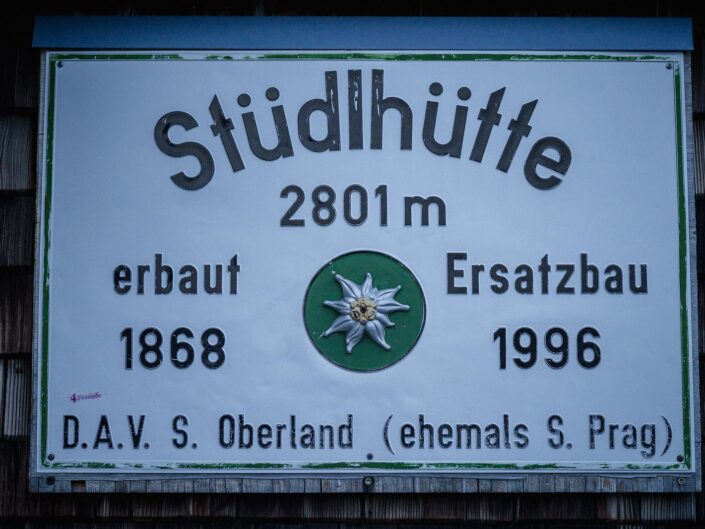 Stüdlhütte
2801 m
erbaut Ersatzbau
1868 1996
D.A.V. S. Oberland (ehemals S. Prag)